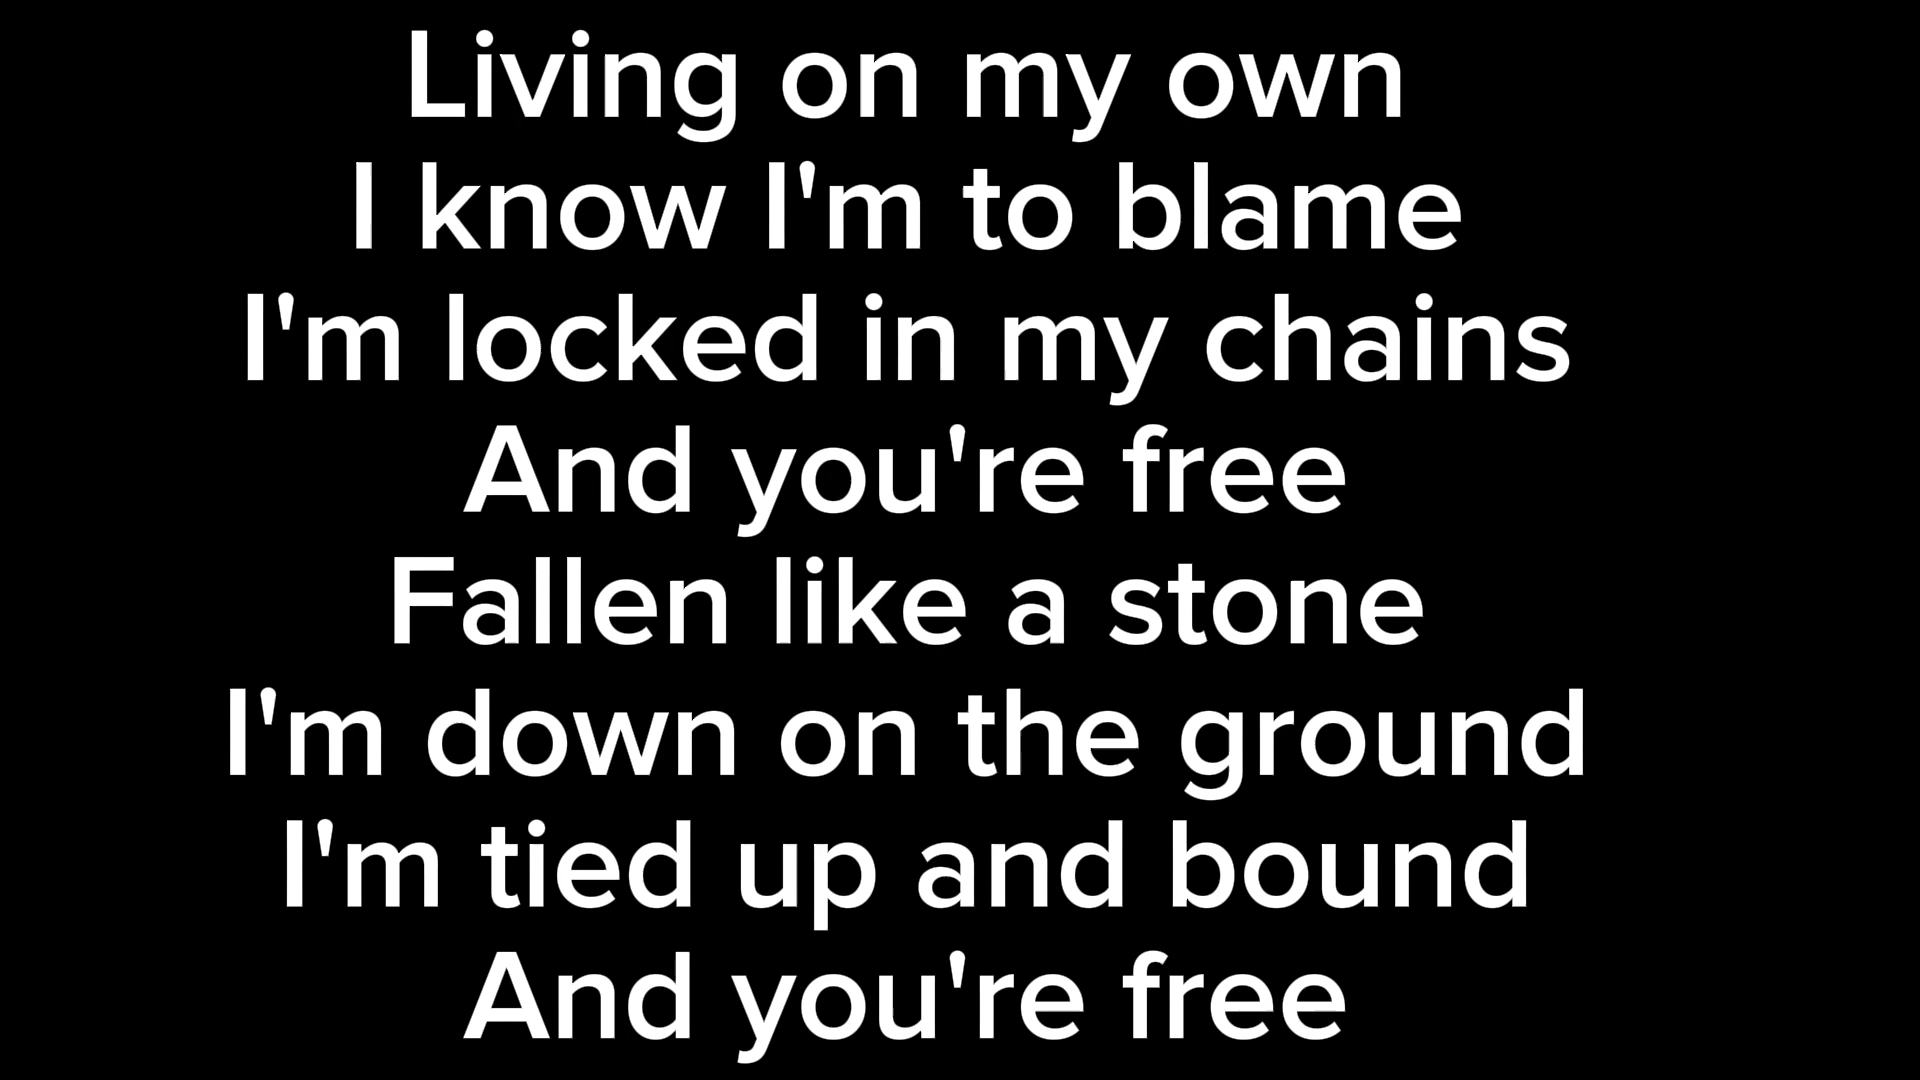 Living on my own
I know I'm to blame
I'm locked in my chains
And you're free
Fallen like a stone
I'm down on the ground
I'm tied up and bound
And you're free